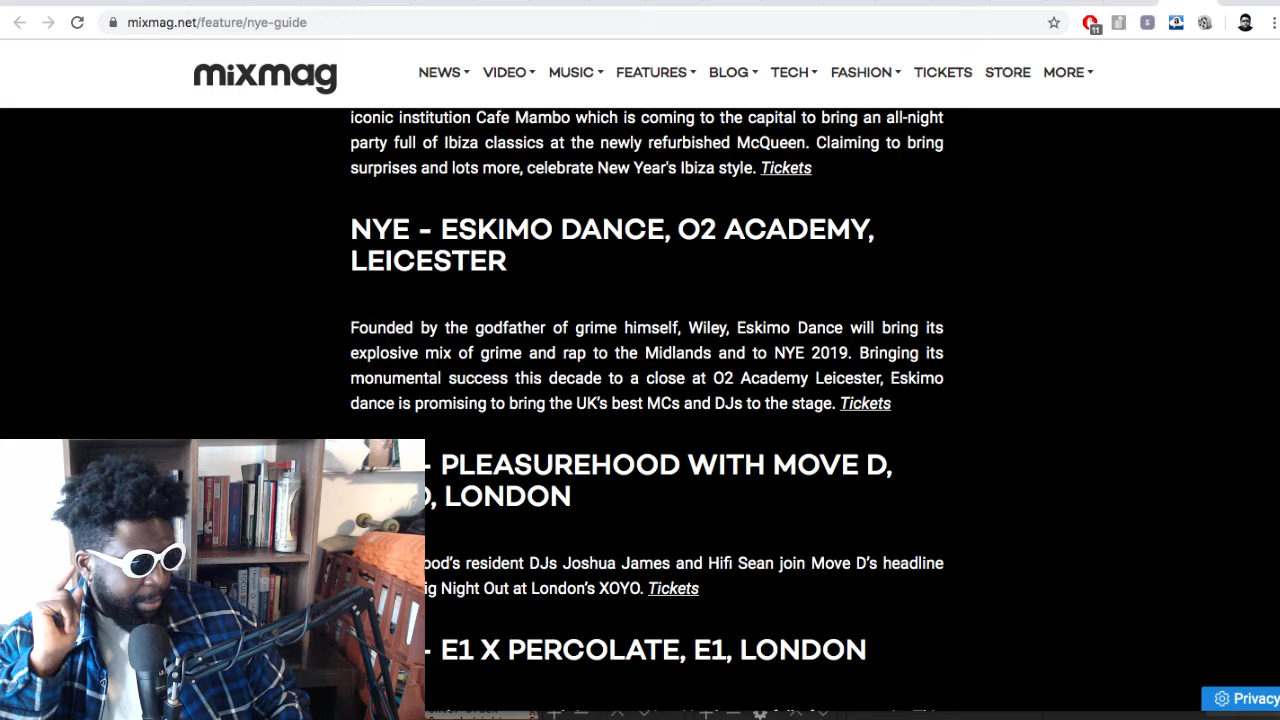 mixmag.net/feature/nye-guide
11
mixmag
NEWS VIDEO MUSIC FEATURES BLOG TECH FASHION TICKETS STORE MORE
iconic institution Cafe Mambo which is coming to the capital to bring an all-night
party full of Ibiza classics at the newly refurbished McQueen. Claiming to bring
surprises and lots more, celebrate New Year's Ibiza style. Tickets
NYE - ESKIMO DANCE, O2 ACADEMY,
LEICESTER
Founded by the godfather of grime himself, Wiley, Eskimo Dance will bring its
explosive mix of grime and rap to the Midlands and to NYE 2019. Bringing its
monumental success this decade to a close at O2 Academy Leicester, Eskimo
dance is promising to bring the UK's best MCs and DJs to the stage. Tickets
- PLEASUREHOOD WITH MOVE D,
, LONDON
ood's resident DJs Joshua James and Hifi Sean join Move D's headline
ig Night Out at London's XOYO. Tickets
- E1 X PERCOLATE, E1, LONDON
Privacy